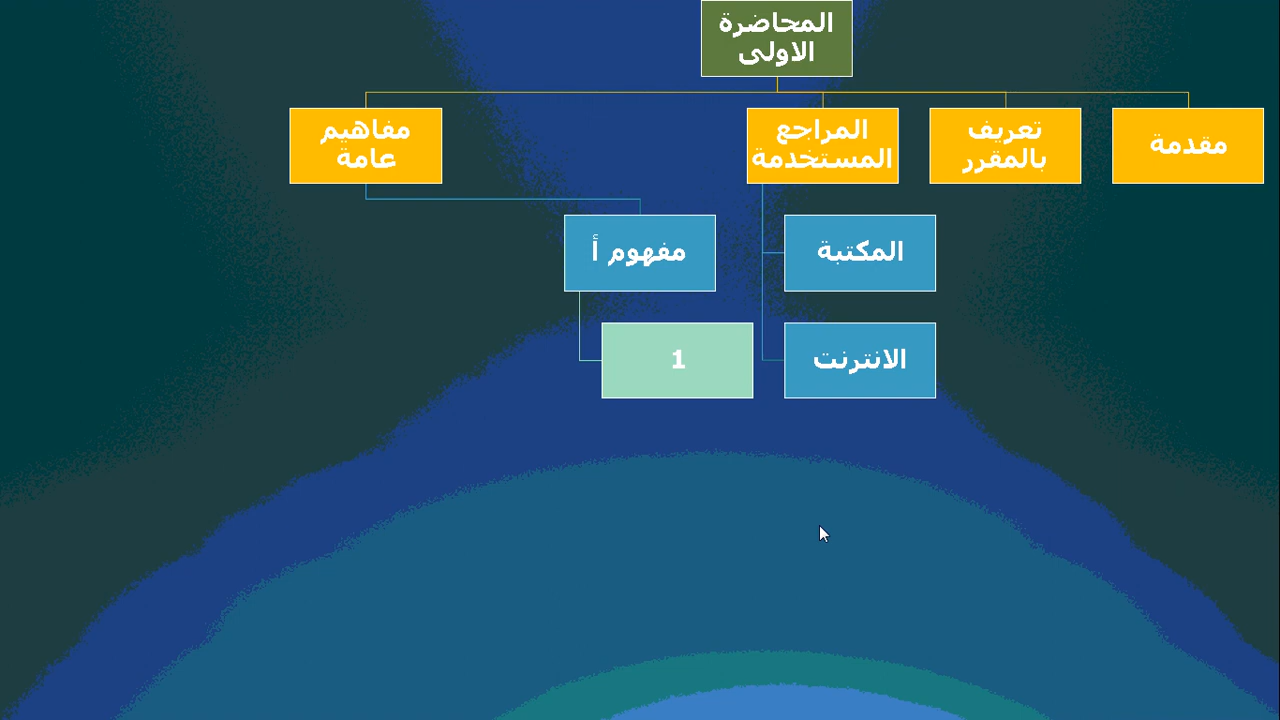 المحاضرة
الاولى
مقدمة
تعريف
بالمقرر
المراجع
المستخدمة
مفاهيم
عامة
المكتبة
مفهوم أ
الانترنت
1